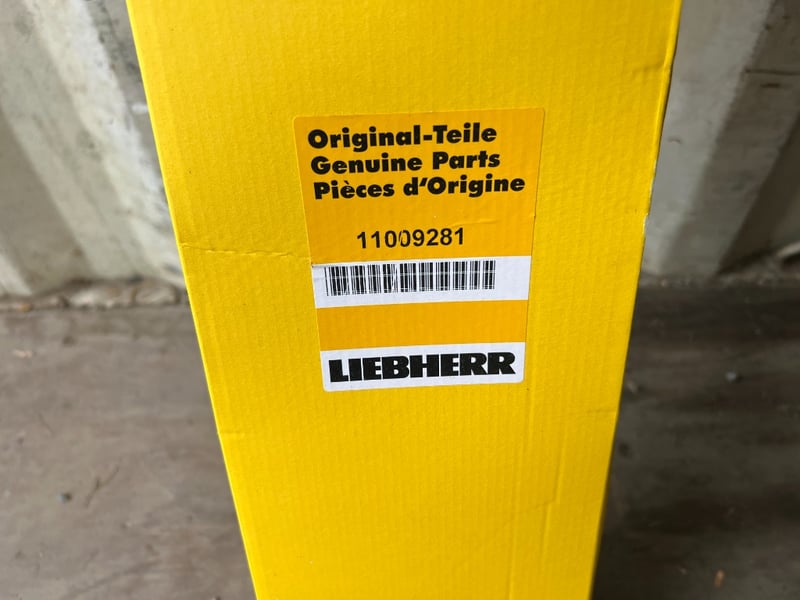 Original-Teile
Genuine Parts
Pièces d‘Origine
11009281
LIEBHERR